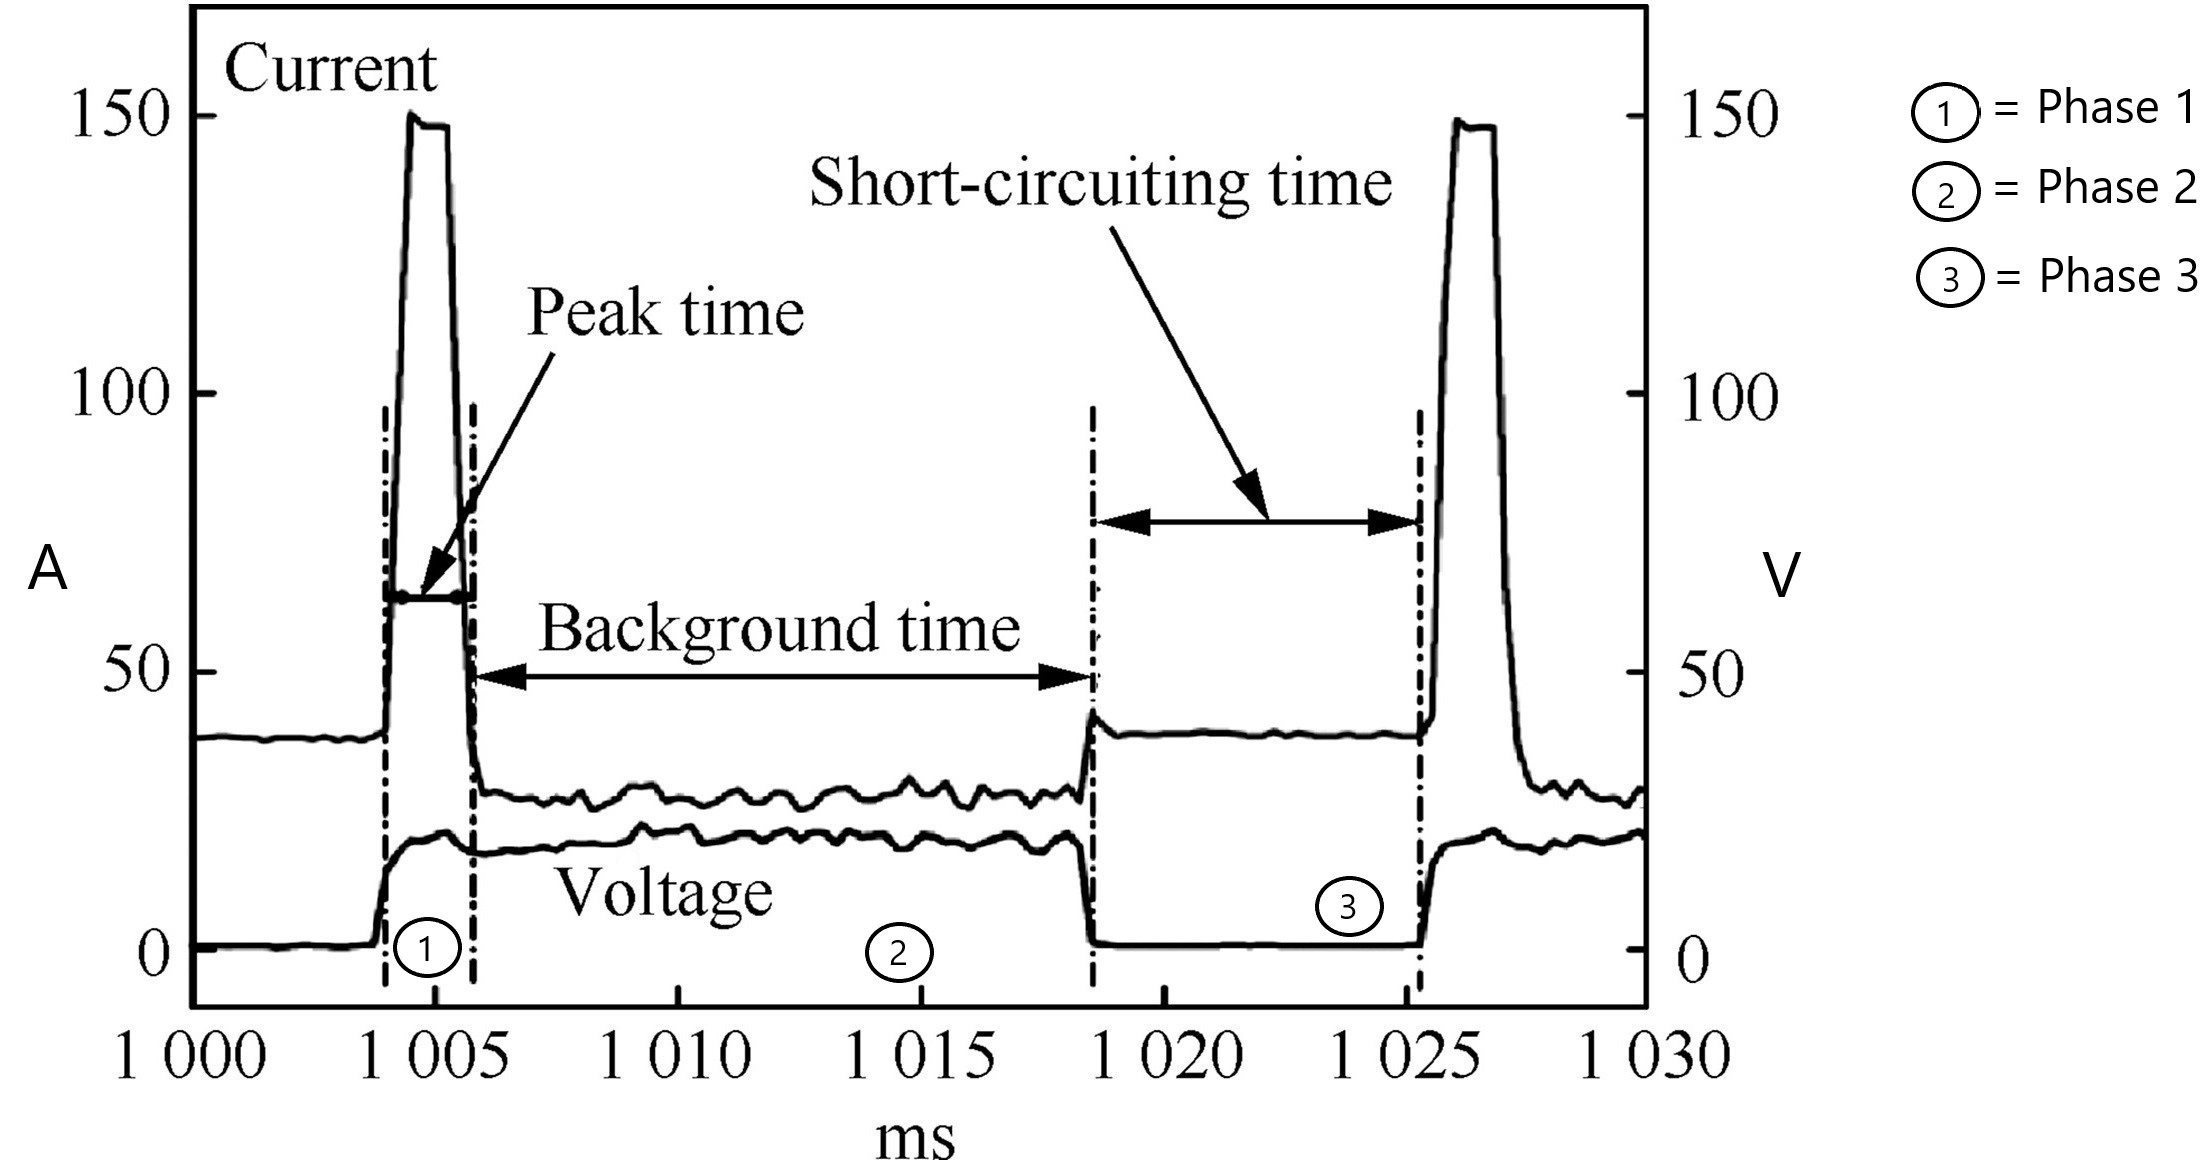 Current
150
100
50
0
A
150
100
50
0
V
Short-circuiting time
Peak time
Background time
Voltage
1
2
3
1 000 1 005 1 010 1 015 1 020 1 025 1 030
ms
1 = Phase 1
2 = Phase 2
3 = Phase 3